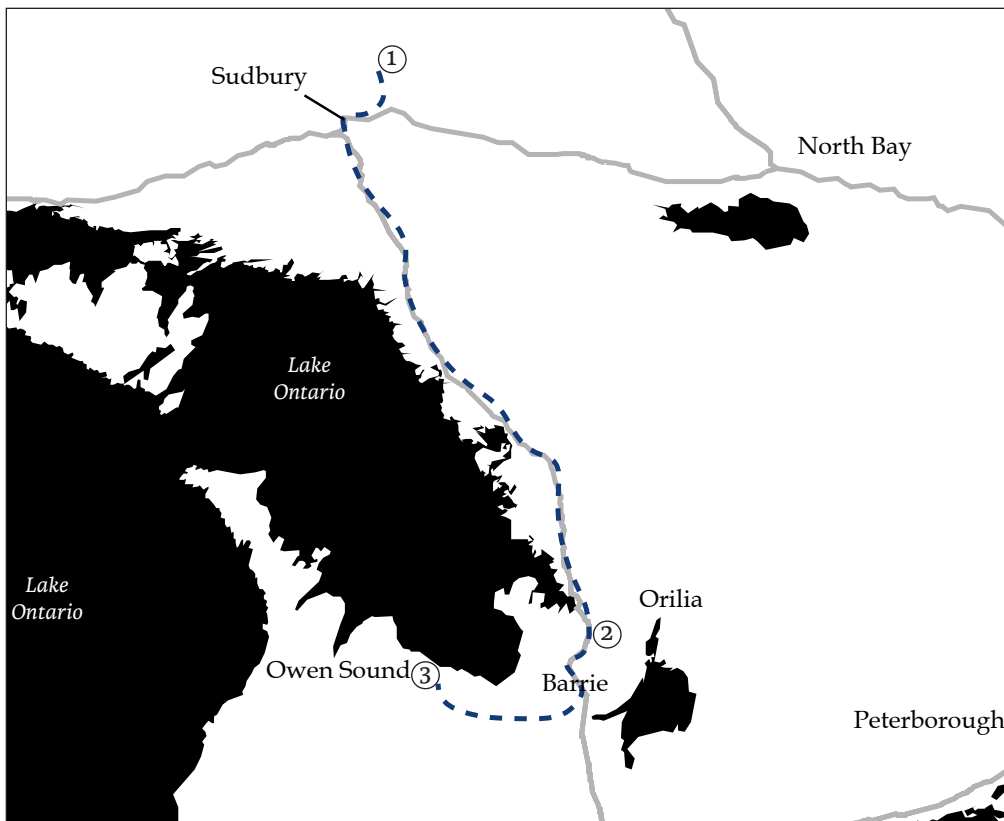 ①
Sudbury
North Bay
Lake
Ontario
Lake
Ontario
Orilia
②
Owen Sound
③
Barrie
Peterborough